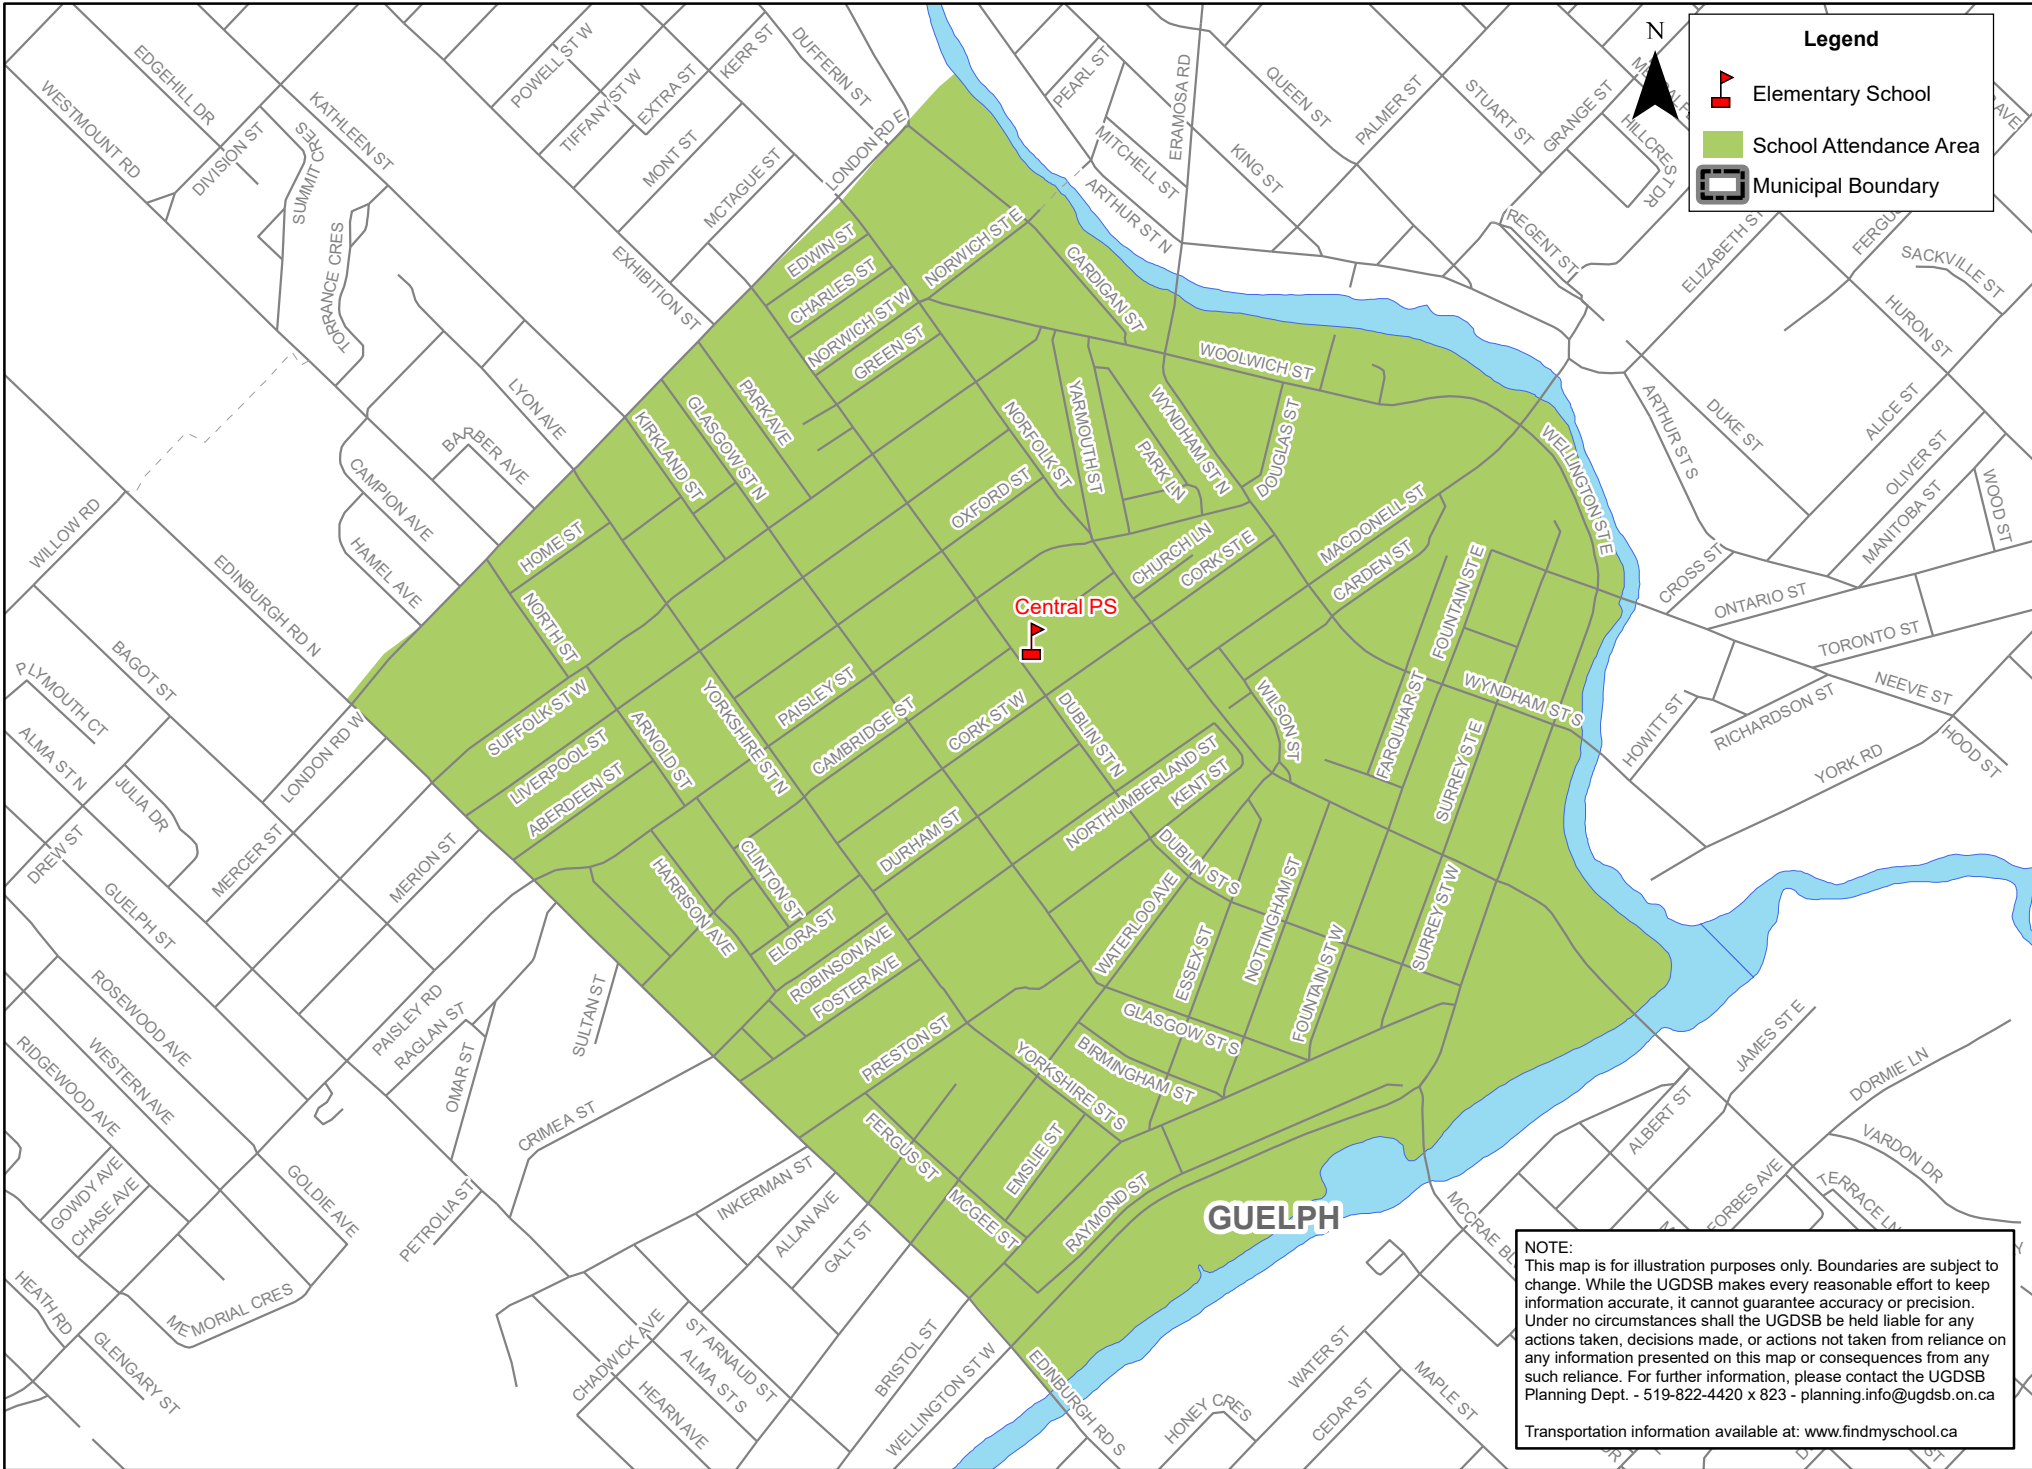 N
Legend
Elementary School
School Attendance Area
Municipal Boundary
EDGEHILL DR
WESTMOUNT RD
DIVISION ST
SUMMIT CRES
KATHLEEN ST
TORRANCE CRES
POWELL ST W
TIFFANY ST W
EXTRA ST
KERR ST
MONT ST
MCTAGUE ST
DUFFERIN ST
LONDON RD E
EXHIBITION ST
PEARL ST
MITCHELL ST
ARTHUR ST N
ERAMOSA RD
QUEEN ST
KING ST
PALMER ST
STUART ST
GRANGE ST
HILLCREST DR
REGENT ST
ELIZABETH ST
SACKVILLE ST
HURON ST
ALICE ST
DUKE ST
ARTHUR ST S
OLIVER ST
MANITOBA ST
WOOD ST
CROSS ST
ONTARIO ST
TORONTO ST
NEEVE ST
RICHARDSON ST
HOWITT ST
YORK RD
HOOD ST
EDWIN ST
CHARLES ST
NORWICH ST W
NORWICH ST E
GREEN ST
CARDIGAN ST
WOOLWICH ST
PARK AVE
GLASGOW ST N
KIRKLAND ST
LYON AVE
BARBER AVE
CAMPION AVE
HAMEL AVE
HOME ST
NORTH ST
WILLOW RD
EDINBURGH RD N
BAGOT ST
PLYMOUTH CT
ALMA ST N
JULIA DR
DREW ST
GUELPH ST
MERCER ST
LONDON RD W
MERION ST
NORFOLK ST
YARMOUTH ST
PARK LN
WYNDHAM ST N
DOUGLAS ST
OXFORD ST
CHURCH LN
CORK ST E
MACDONELL ST
CARDEN ST
WELLINGTON ST E
FOUNTAIN ST E
FARQUHAR ST
WYNDHAM ST S
SURREY ST E
WILSON ST
Central PS
SUFFOLK ST W
LIVERPOOL ST
ABERDEEN ST
ARNOLD ST
YORKSHIRE ST N
PAISLEY ST
CAMBRIDGE ST
CORK ST W
DUBLIN ST N
NORTHUMBERLAND ST
KENT ST
DURHAM ST
CLINTON ST
HARRISON AVE
ELORA ST
ROBINSON AVE
FOSTER AVE
DUBLIN ST S
WATERLOO AVE
ESSEX ST
NOTTINGHAM ST
FOUNTAIN ST W
SURREY ST W
GLASGOW ST S
BIRMINGHAM ST
YORKSHIRE ST S
PRESTON ST
FERGUS ST
MCGEE ST
EMSLIE ST
RAYMOND ST
GUELPH
ROSEWOOD AVE
WESTERN AVE
RIDGEWOOD AVE
GOWDY AVE
CHASE AVE
HEATH RD
GLENGARY ST
MEMORIAL CRES
GOLDIE AVE
PAISLEY RD
RAGLAN ST
OMAR ST
SULTAN ST
CRIMEA ST
PETROLIA ST
INKERMAN ST
ALLAN AVE
GALT ST
CHADWICK AVE
ST ARNAUD ST
ALMA ST S
HEARN AVE
BRISTOL ST
WELLINGTON ST W
EDINBURGH RD S
HONEY CRES
WATER ST
CEDAR ST
MAPLE ST
JAMES ST E
DORMIE LN
ALBERT ST
VARDON DR
FORBES AVE
TERRACE LN
NOTE:
This map is for illustration purposes only. Boundaries are subject to
change. While the UGDSB makes every reasonable effort to keep
information accurate, it cannot guarantee accuracy or precision.
Under no circumstances shall the UGDSB be held liable for any
actions taken, decisions made, or actions not taken from reliance on
any information presented on this map or consequences from any
such reliance. For further information, please contact the UGDSB
Planning Dept. - 519-822-4420 x 823 - planning.info@ugdsb.on.ca
Transportation information available at: www.findmyschool.ca